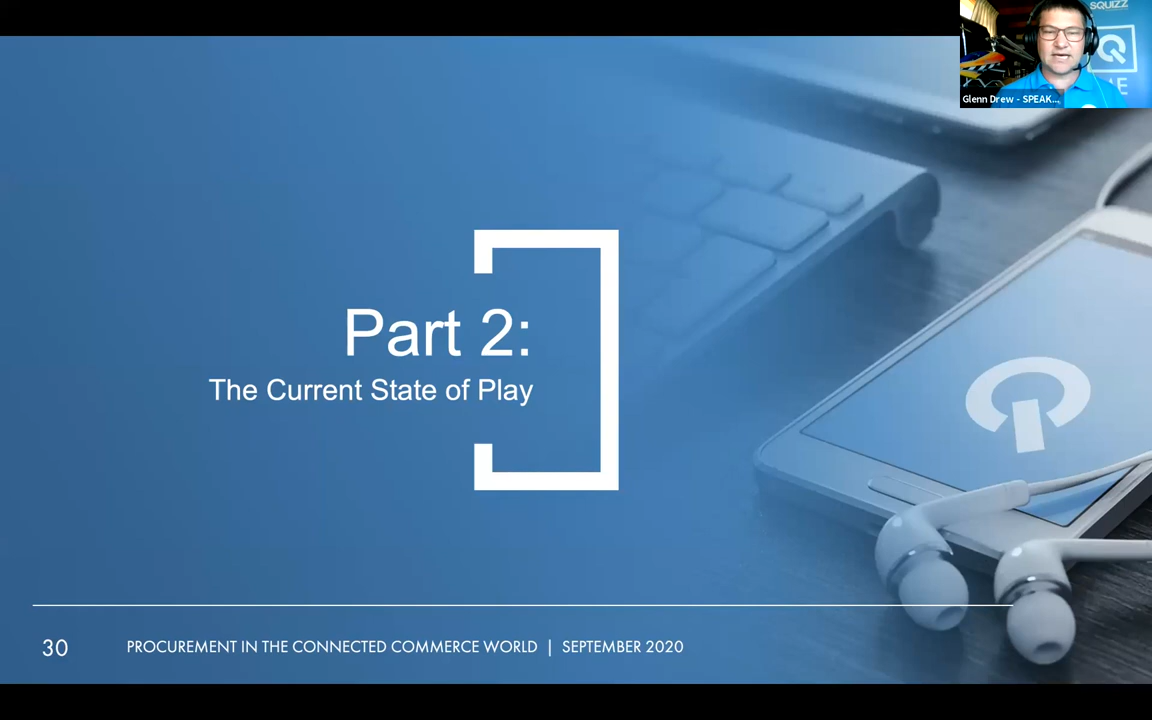 SQUIZZ
Glenn Drew - SPEAK...
Part 2:
The Current State of Play
30
PROCUREMENT IN THE CONNECTED COMMERCE WORLD | SEPTEMBER 2020